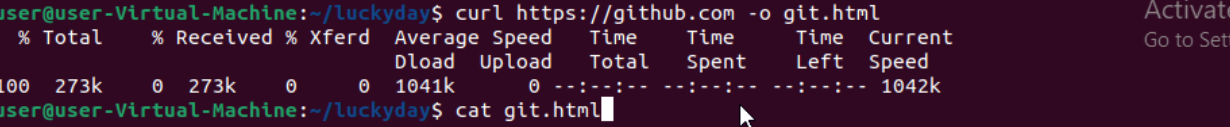 user@user-Virtual-Machine:~/luckyday$ curl https://github.com -o git.html
% Total % Received % Xferd Average Speed Time Time Time Current
Dload Upload Total Spent Left Speed
100 273k 0 273k 0 0 1041k 0 --:--:-- --:--:-- --:--:-- 1042k
user@user-Virtual-Machine:~/luckyday$ cat git.html
Activate
Go to Sett